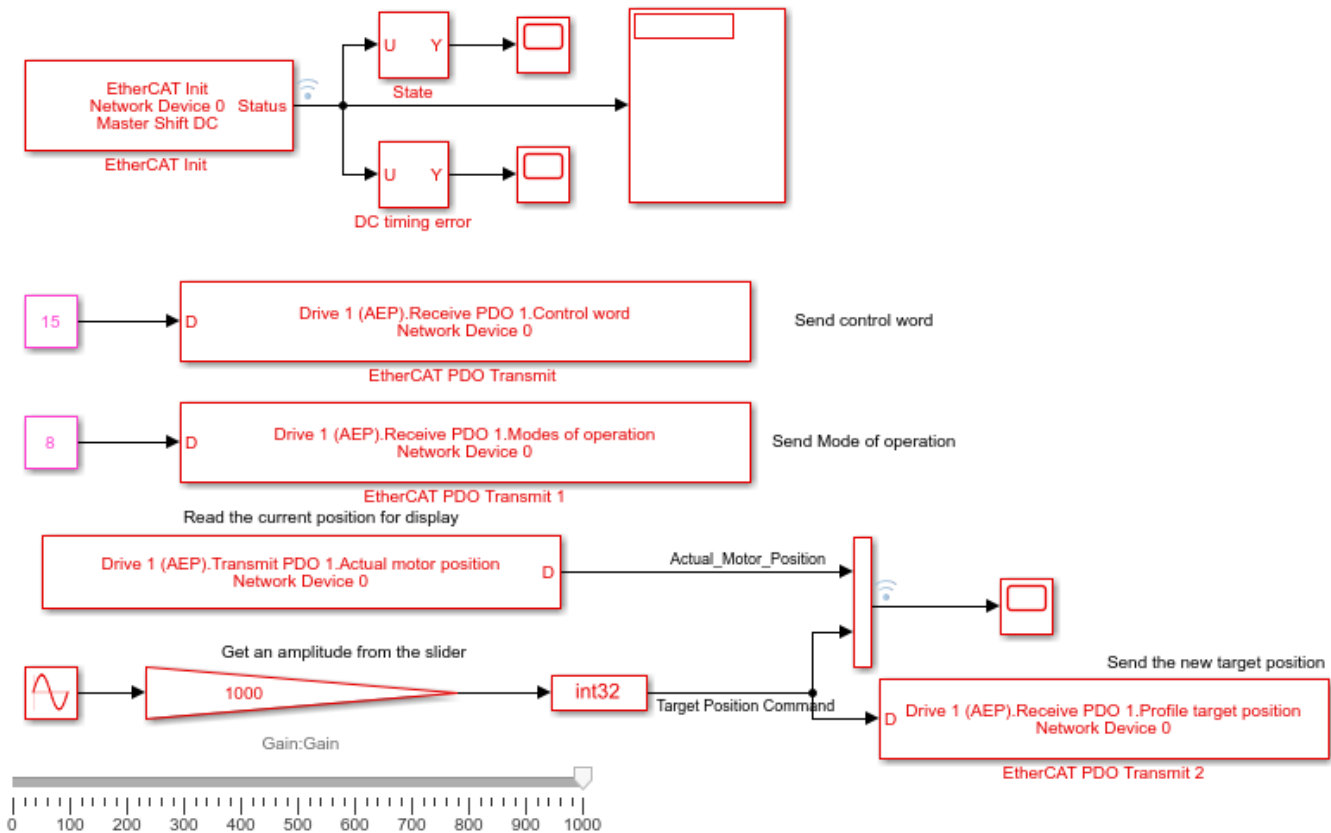 EtherCAT Init
Network Device 0
Master Shift DC
Status
EtherCAT Init
U Y
State
U Y
DC timing error
15
D
Drive 1 (AEP).Receive PDO 1.Control word
Network Device 0
EtherCAT PDO Transmit
Send control word
8
D
Drive 1 (AEP).Receive PDO 1.Modes of operation
Network Device 0
EtherCAT PDO Transmit 1
Send Mode of operation
Read the current position for display
Drive 1 (AEP).Transmit PDO 1.Actual motor position
Network Device 0
D
Actual_Motor_Position
Get an amplitude from the slider
1000
Gain:Gain
int32
Target Position Command
Send the new target position
D
Drive 1 (AEP).Receive PDO 1.Profile target position
Network Device 0
EtherCAT PDO Transmit 2
0 100 200 300 400 500 600 700 800 900 1000